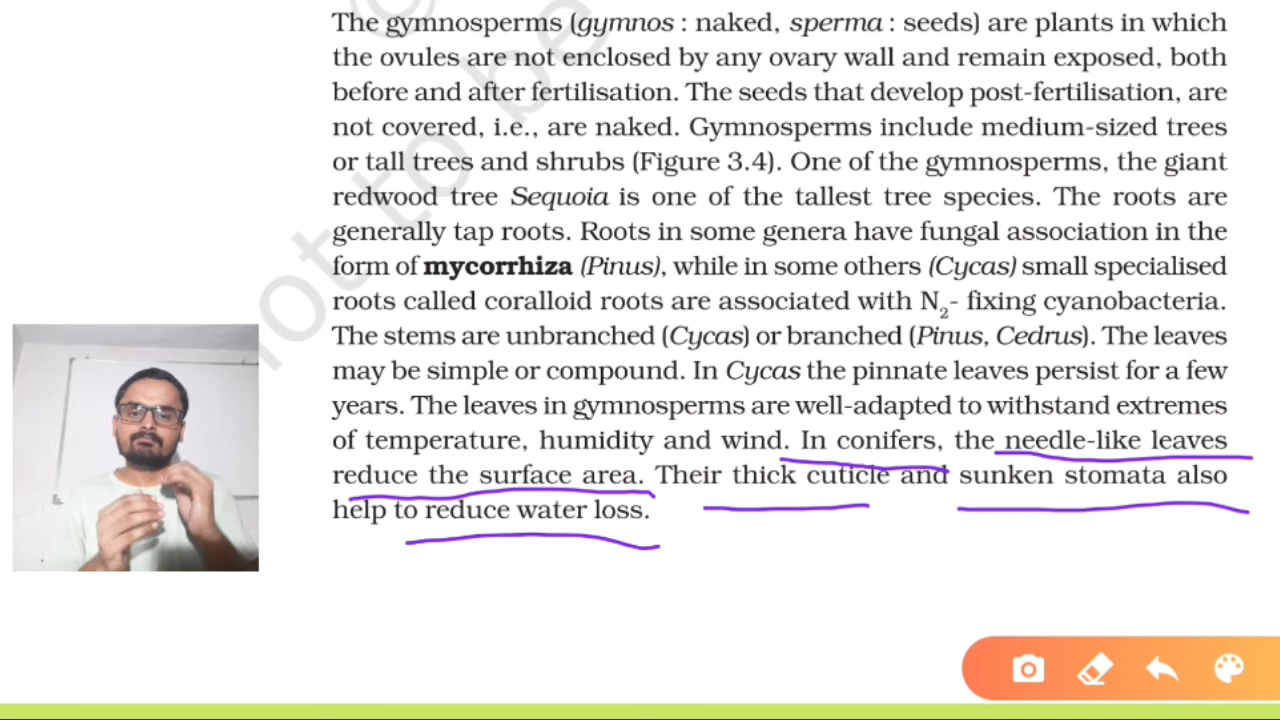 The gymnosperms (gymnos : naked, sperma : seeds) are plants in which
the ovules are not enclosed by any ovary wall and remain exposed, both
before and after fertilisation. The seeds that develop post-fertilisation, are
not covered, i.e., are naked. Gymnosperms include medium-sized trees
or tall trees and shrubs (Figure 3.4). One of the gymnosperms, the giant
redwood tree Sequoia is one of the tallest tree species. The roots are
generally tap roots. Roots in some genera have fungal association in the
form of mycorrhiza (Pinus), while in some others (Cycas) small specialised
roots called coralloid roots are associated with N₂- fixing cyanobacteria.
The stems are unbranched (Cycas) or branched (Pinus, Cedrus). The leaves
may be simple or compound. In Cycas the pinnate leaves persist for a few
years. The leaves in gymnosperms are well-adapted to withstand extremes
of temperature, humidity and wind. In conifers, the needle-like leaves
reduce the surface area. Their thick cuticle and sunken stomata also
help to reduce water loss.
not to be